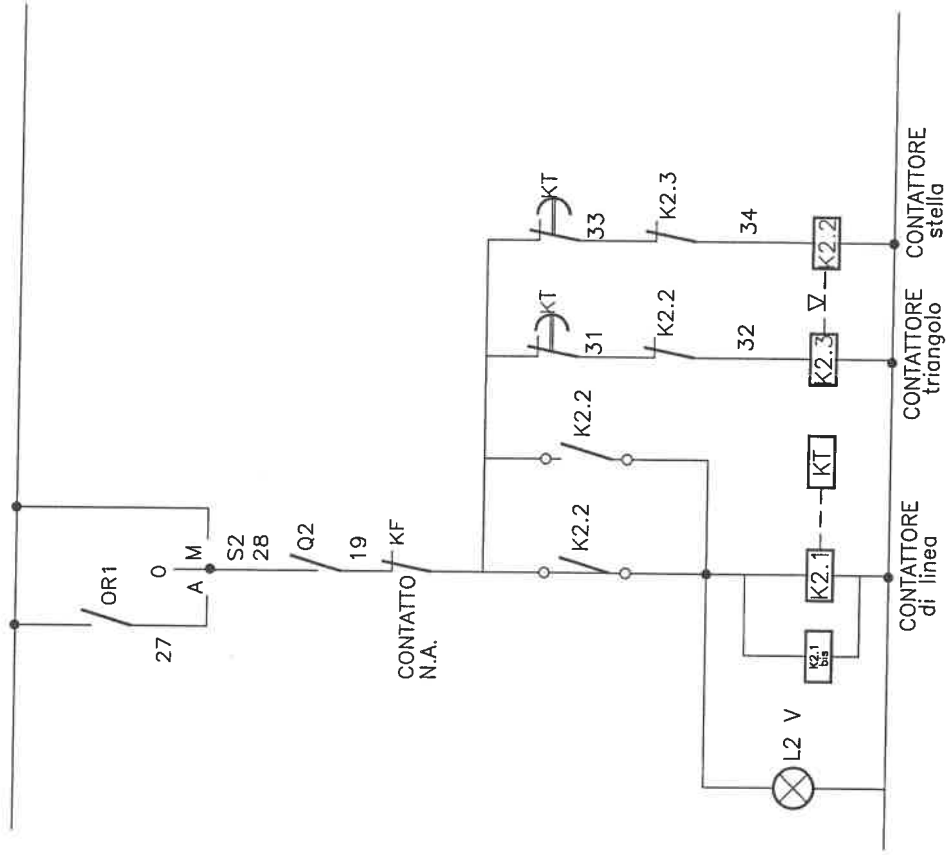 OR1
27
O
A M
S2
28
Q2
19
KF
CONTATTO
N.A.
K2.2
K2.2
KT
31
K2.2
32
KT
33
K2.3
34
L2 V
K2.1
bis
K2.1
KT
K2.3
V
K2.2
CONTATTORE
di linea
CONTATTORE
triangolo
CONTATTORE
stella